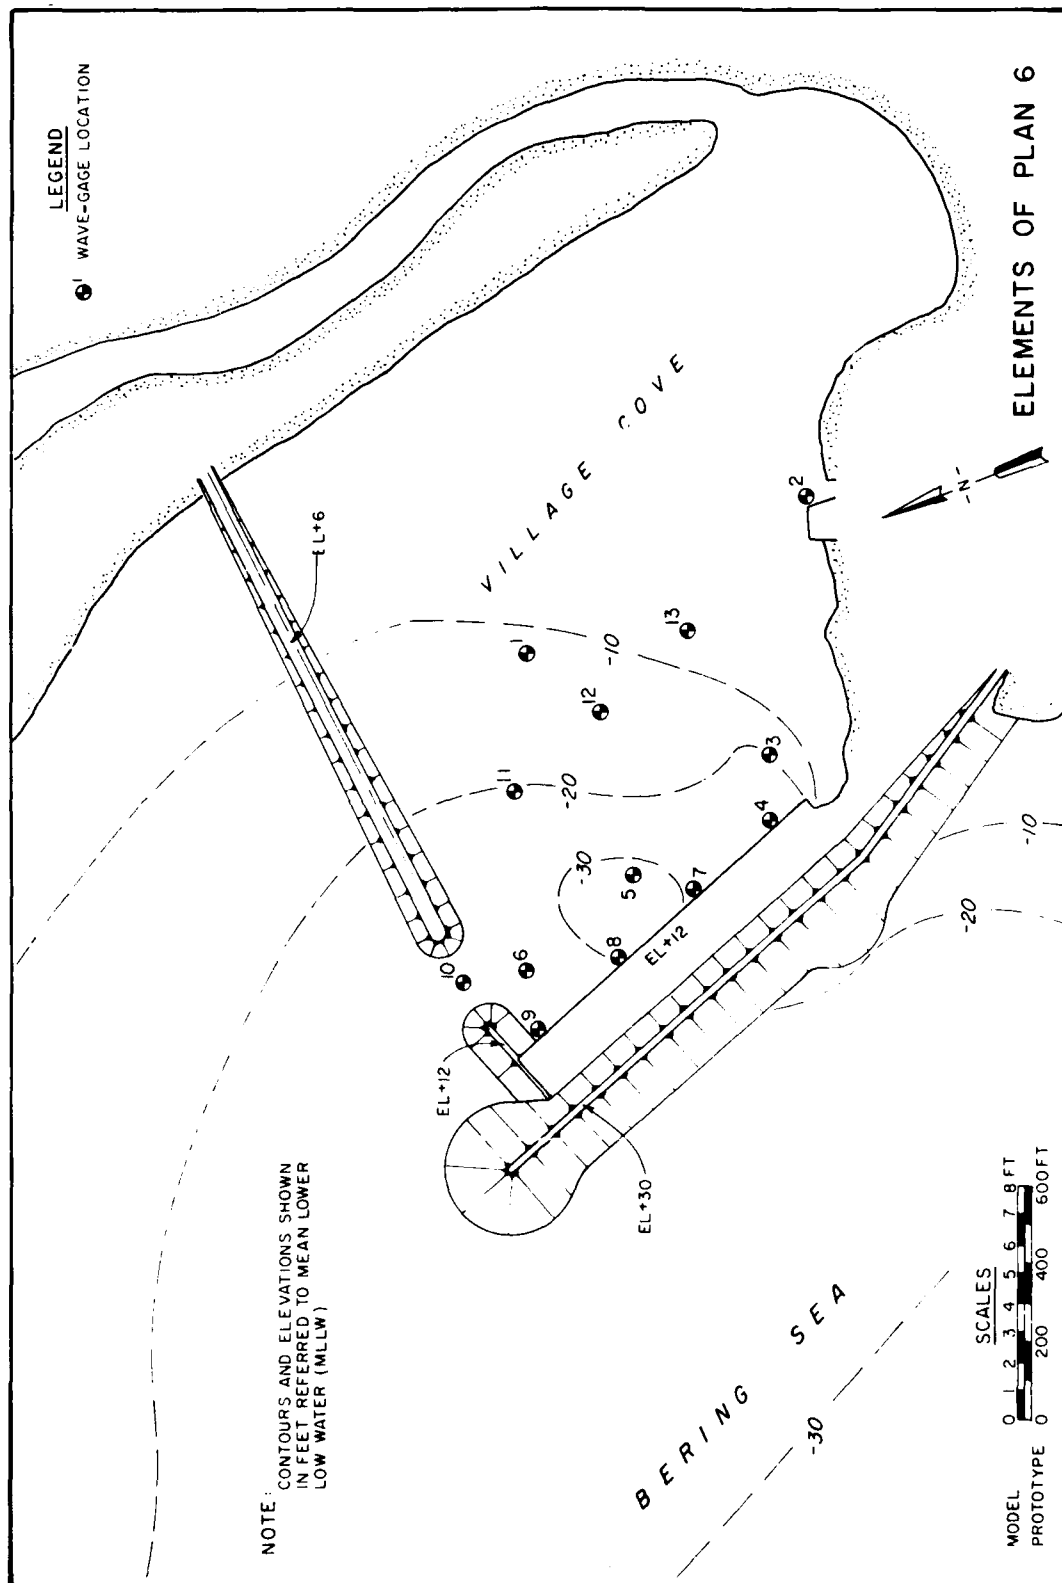 LEGEND
1 WAVE-GAGE LOCATION
NOTE: CONTOURS AND ELEVATIONS SHOWN
IN FEET REFERRED TO MEAN LOWER
LOW WATER (MLLW)
EL+6
VILLAGE COVE
10
6
11
1
12
13
-10
-20
9
8
5
7
3
4
2
-30
EL+12
EL+12
EL+30
-10
-20
-N-
BERING SEA
-30
SCALES
MODEL 0 1 2 3 4 5 6 7 8 FT
PROTOTYPE 0 200 400 600 FT
ELEMENTS OF PLAN 6